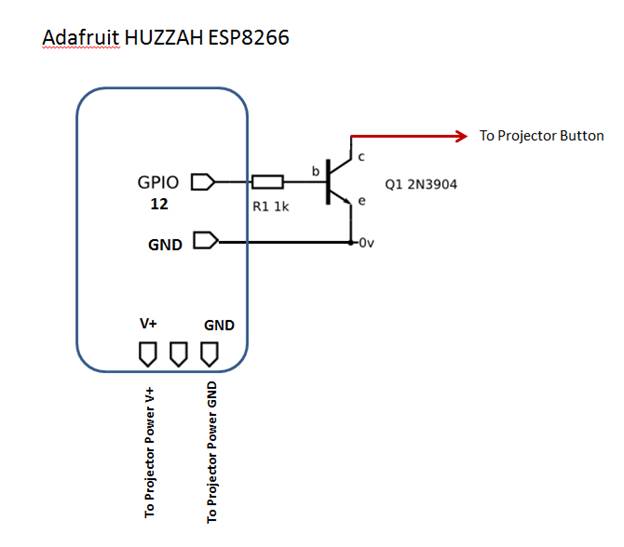 Adafruit HUZZAH ESP8266
To Projector Button
c
b
GPIO
12
Q1 2N3904
R1 1k
e
GND
0v
V+
GND
To Projector Power V+
To Projector Power GND